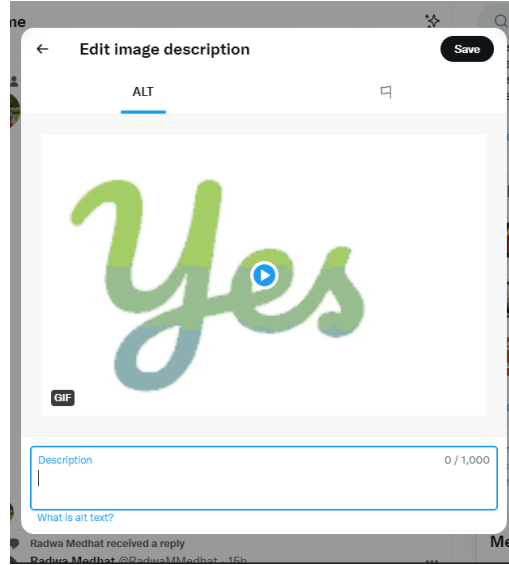 me
Edit image description
Save
ALT
Yes
GIF
Description
0 / 1,000
What is alt text?
Radwa Medhat received a reply
Radwa Medhat @RadwaMMedhat · 15h
Me